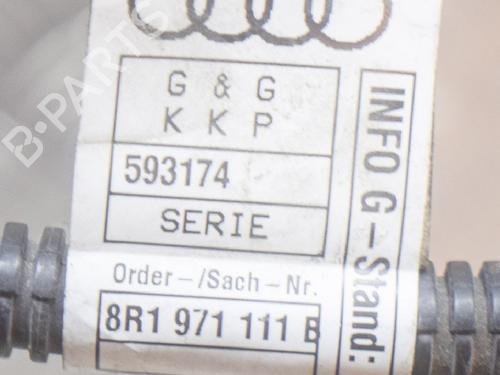 G & G
K K P
593174
SERIE
Order-/Sach-Nr.
8R1 971 111 B
INFO G-Stand:
B-PARTS